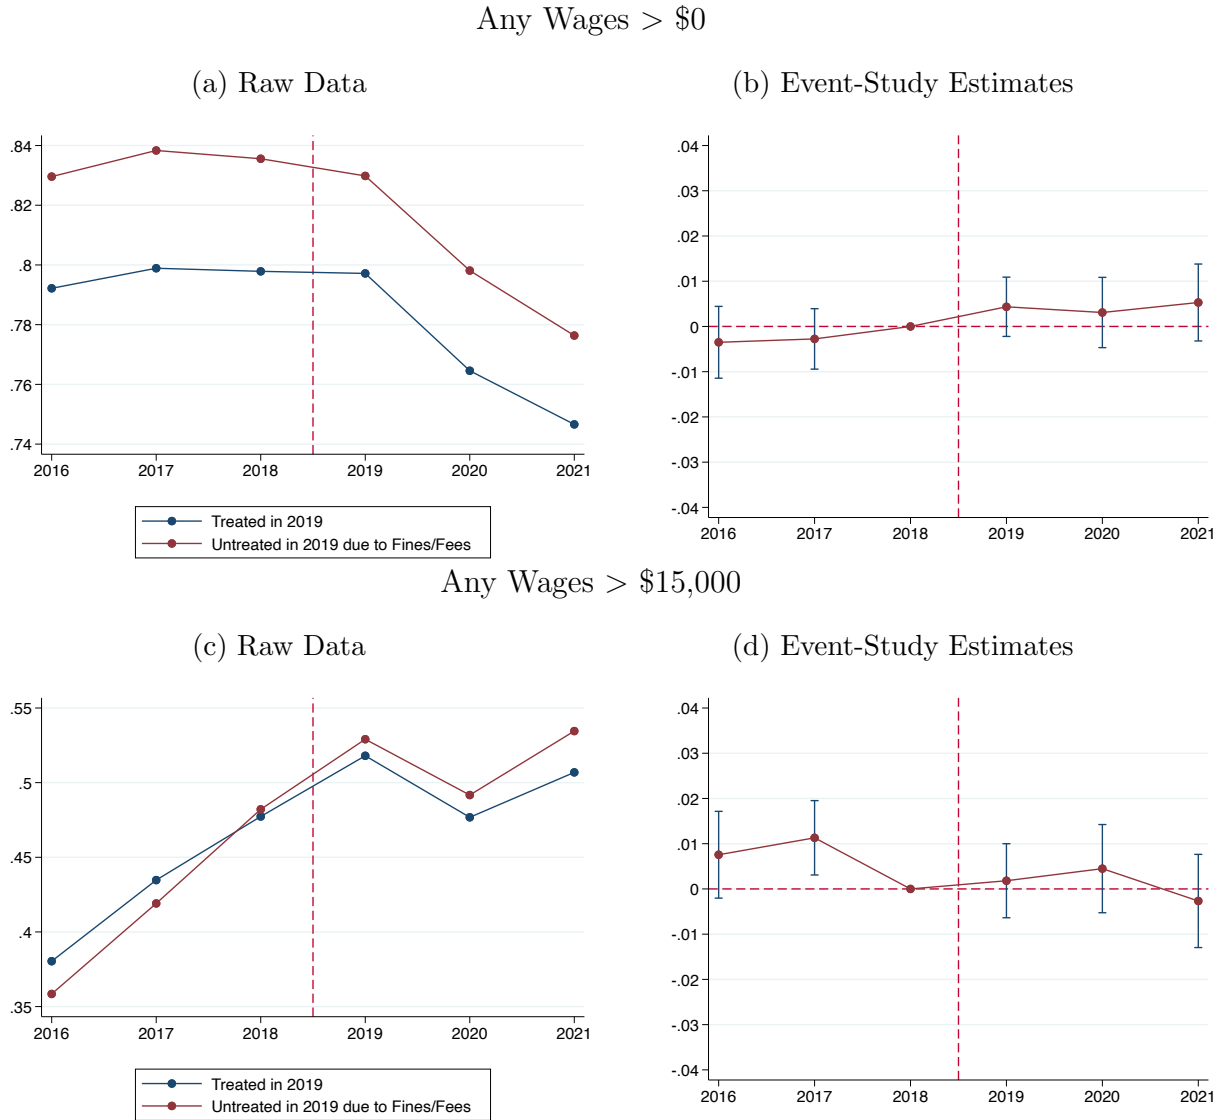 Any Wages > $0
(a) Raw Data
(b) Event-Study Estimates
.84
.82
.8
.78
.76
.74
2016 2017 2018 2019 2020 2021
Treated in 2019
Untreated in 2019 due to Fines/Fees
.04
.03
.02
.01
0
-.01
-.02
-.03
-.04
2016 2017 2018 2019 2020 2021
Any Wages > $15,000
(c) Raw Data
(d) Event-Study Estimates
.55
.5
.45
.4
.35
2016 2017 2018 2019 2020 2021
Treated in 2019
Untreated in 2019 due to Fines/Fees
.04
.03
.02
.01
0
-.01
-.02
-.03
-.04
2016 2017 2018 2019 2020 2021